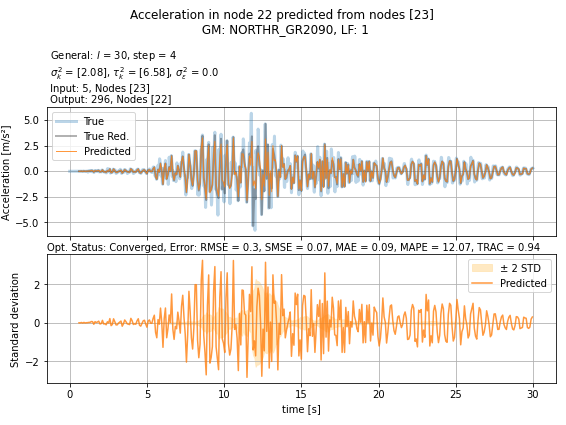 Acceleration in node 22 predicted from nodes [23]
GM: NORTHR_GR2090, LF: 1
General: l = 30, step = 4
σ²ₖ = [2.08], τ²ₖ = [6.58], σ²ε = 0.0
Input: 5, Nodes [23]
Output: 296, Nodes [22]
Acceleration [m/s²]
5.0
2.5
0.0
−2.5
−5.0
True
True Red.
Predicted
Opt. Status: Converged, Error: RMSE = 0.3, SMSE = 0.07, MAE = 0.09, MAPE = 12.07, TRAC = 0.94
Standard deviation
2
0
−2
± 2 STD
Predicted
0 5 10 15 20 25 30
time [s]